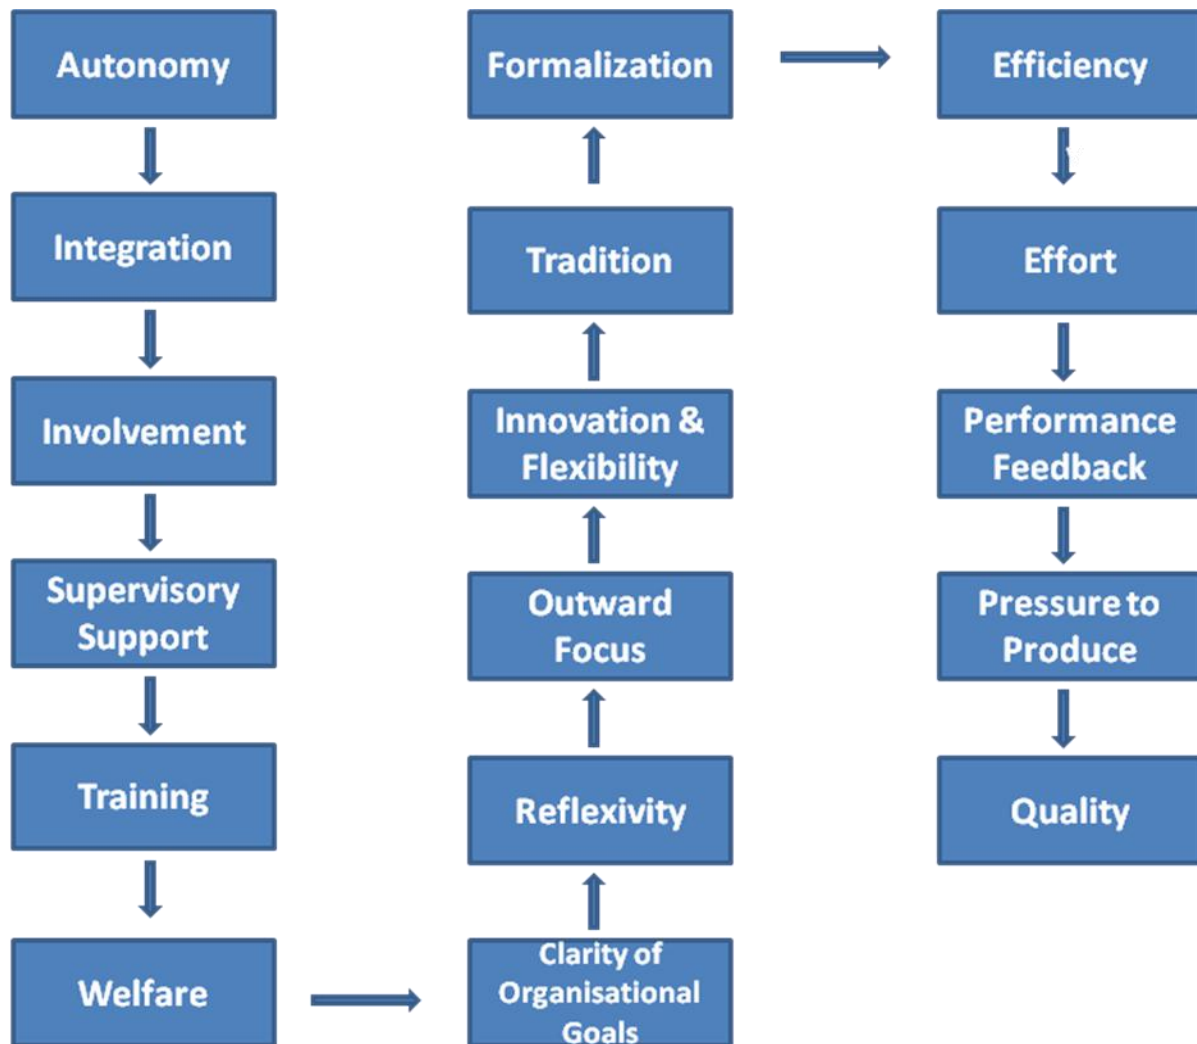 Autonomy
Integration
Involvement
Supervisory
Support
Training
Welfare
Clarity of
Organisational
Goals
Reflexivity
Outward
Focus
Innovation &
Flexibility
Tradition
Formalization
Efficiency
Effort
Performance
Feedback
Pressure to
Produce
Quality